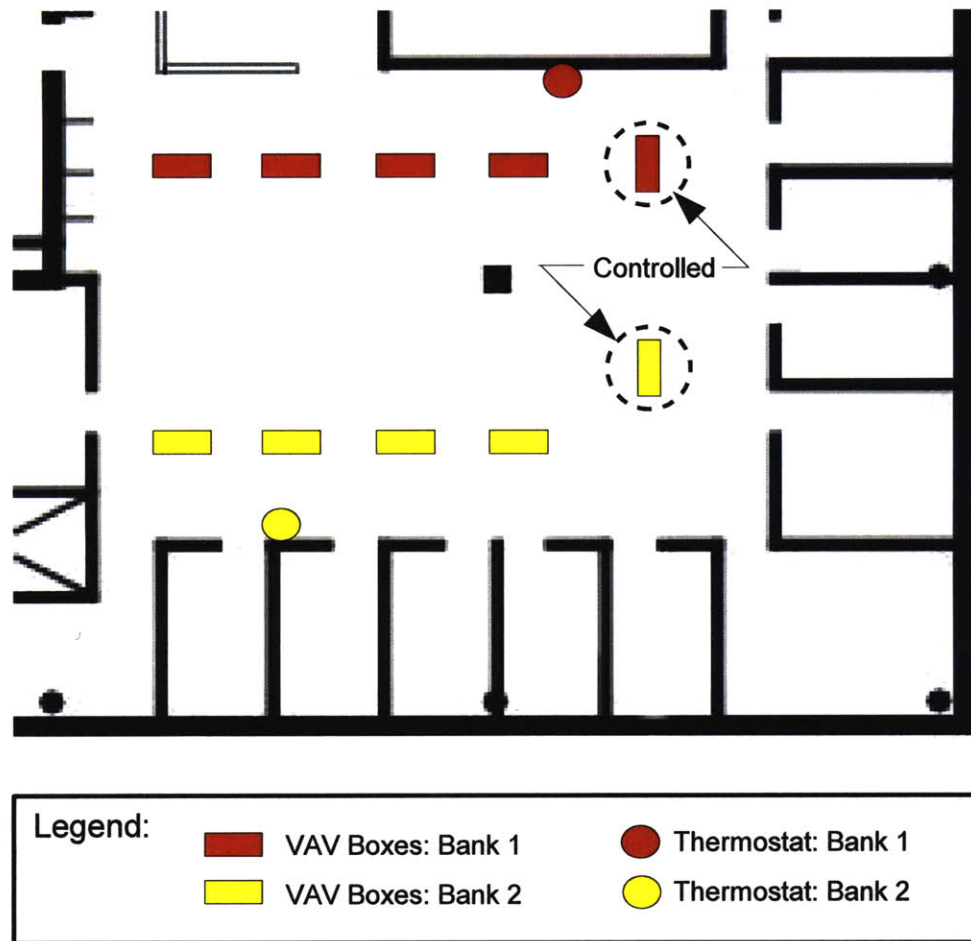 Controlled
Legend:
VAV Boxes: Bank 1
Thermostat: Bank 1
VAV Boxes: Bank 2
Thermostat: Bank 2